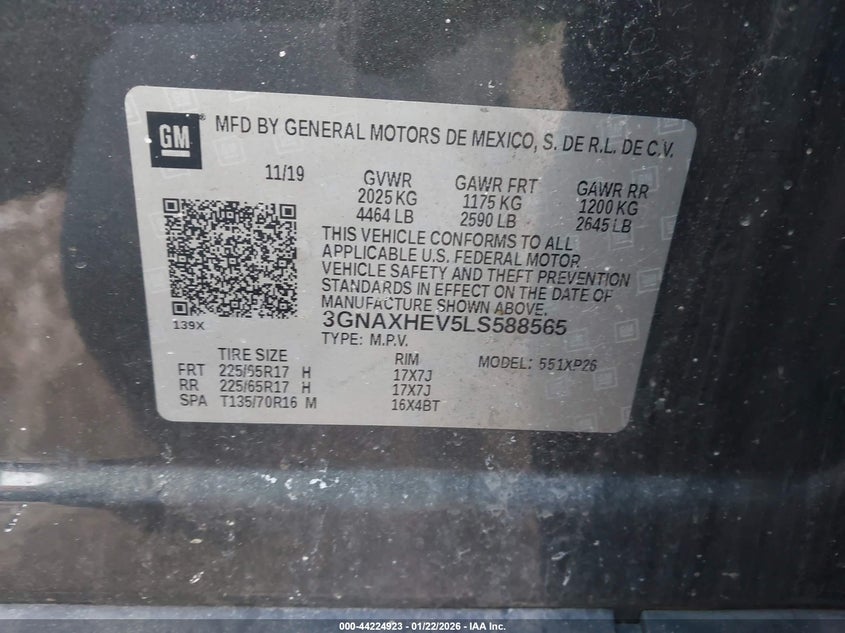 GM
MFD BY GENERAL MOTORS DE MEXICO, S. DE R.L. DE C.V.
11/19 GVWR GAWR FRT GAWR RR
2025 KG 1175 KG 1200 KG
4464 LB 2590 LB 2645 LB
THIS VEHICLE CONFORMS TO ALL
APPLICABLE U.S. FEDERAL MOTOR
VEHICLE SAFETY AND THEFT PREVENTION
STANDARDS IN EFFECT ON THE DATE OF
MANUFACTURE SHOWN ABOVE.
139X
3GNAXHEV5LS588565
TYPE: M.P.V.
TIRE SIZE RIM MODEL: 551XP26
FRT 225/65R17 H 17X7J
RR 225/65R17 H 17X7J
SPA T135/70R16 M 16X4BT
000-44224923 - 01/22/2026 - IAA Inc.